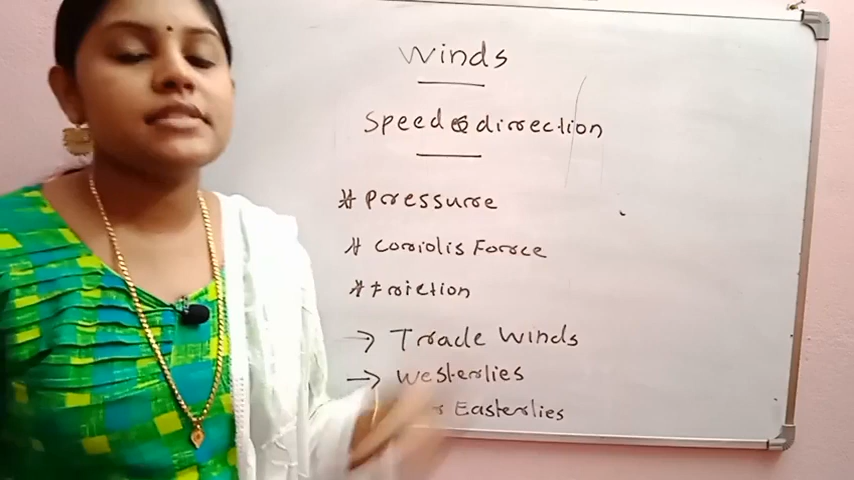 Winds
Speed & direction
* Pressure
* Coriolis Force
* Friction
→ Trade Winds
→ Westerlies
Easterlies